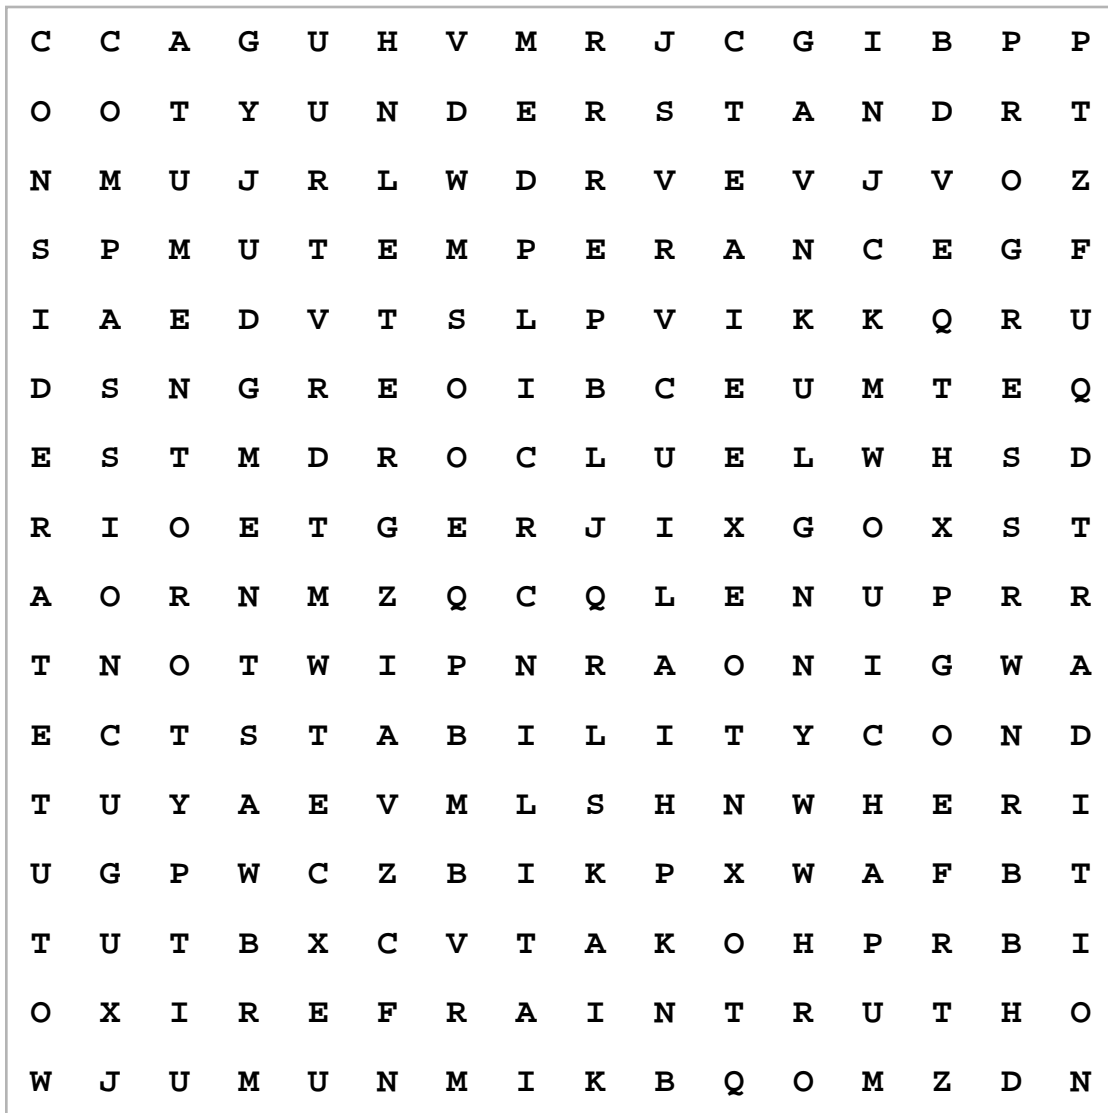 C C A G U H V M R J C G I B P P
O O T Y U N D E R S T A N D R T
N M U J R L W D R V E V J V O Z
S P M U T E M P E R A N C E G F
I A E D V T S L P V I K K Q R U
D S N G R E O I B C E U M T E Q
E S T M D R O C L U E L W H S D
R I O E T G E R J I X G O X S T
A O R N M Z Q C Q L E N U P R R
T N O T W I P N R A O N I G W A
E C T S T A B I L I T Y C O N D
T U Y A E V M L S H N W H E R I
U G P W C Z B I K P X W A F B T
T U T B X C V T A K O H P R B I
O X I R E F R A I N T R U T H O
W J U M U N M I K B Q O M Z D N